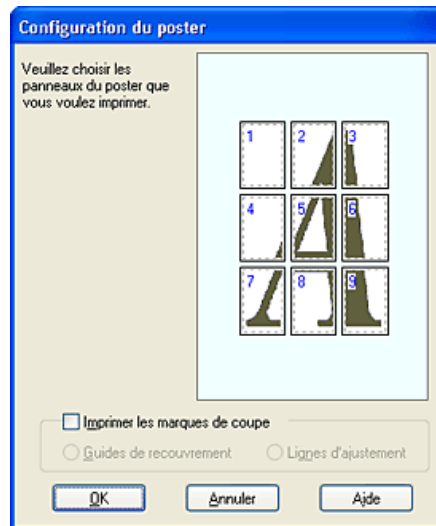 Configuration du poster
Veuillez choisir les
panneaux du poster que
vous voulez imprimer.
1 2 3
4 5 6
7 8 9
Imprimer les marques de coupe
Guides de recouvrement Lignes d'ajustement
OK Annuler Aide